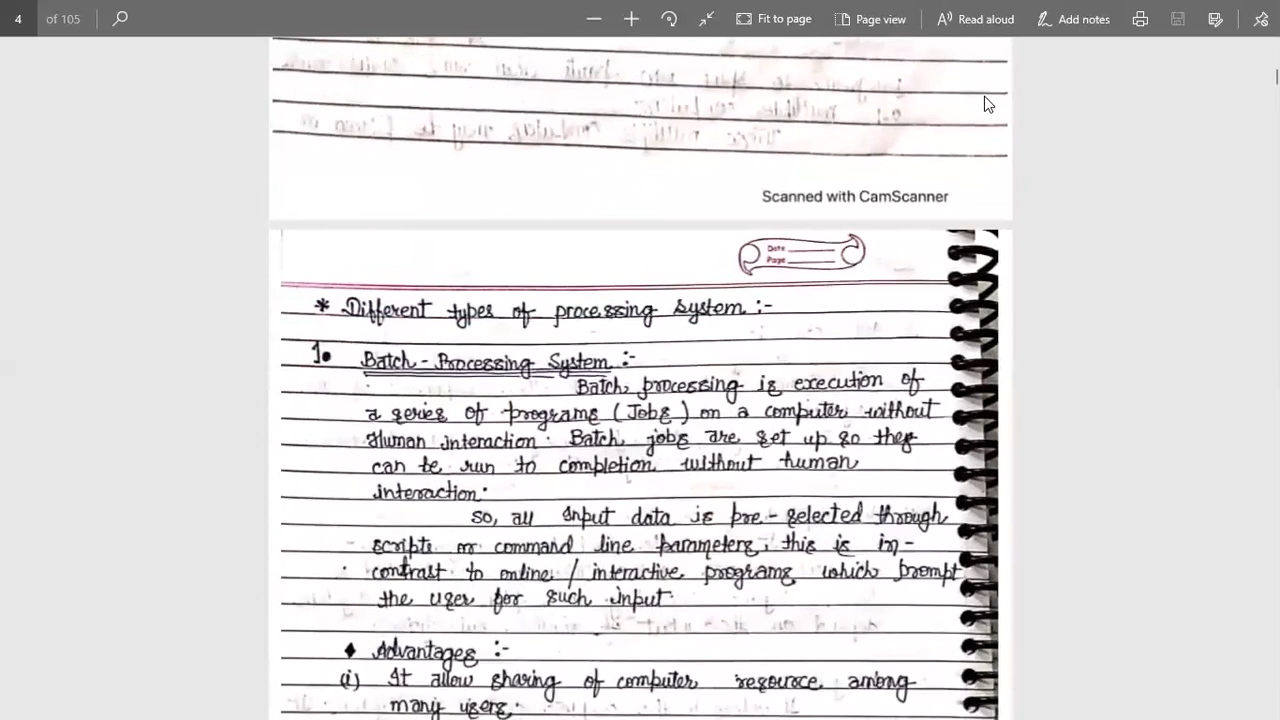 4 of 105
Fit to page
Page view
Read aloud
Add notes
Scanned with CamScanner
Date
Page
* Different types of processing system :-
1. Batch - Processing System :-
Batch processing is execution of
a series of programs (Jobs) on a computer without
Human interaction. Batch jobs are set up so they
can be run to completion without human
interaction.
so, all input data is pre-selected through
scripts or command line parameters, this is in-
contrast to online / interactive programs which prompt
the user for such input.
♦ Advantages :-
(i) It allow sharing of computer resource among
many users.